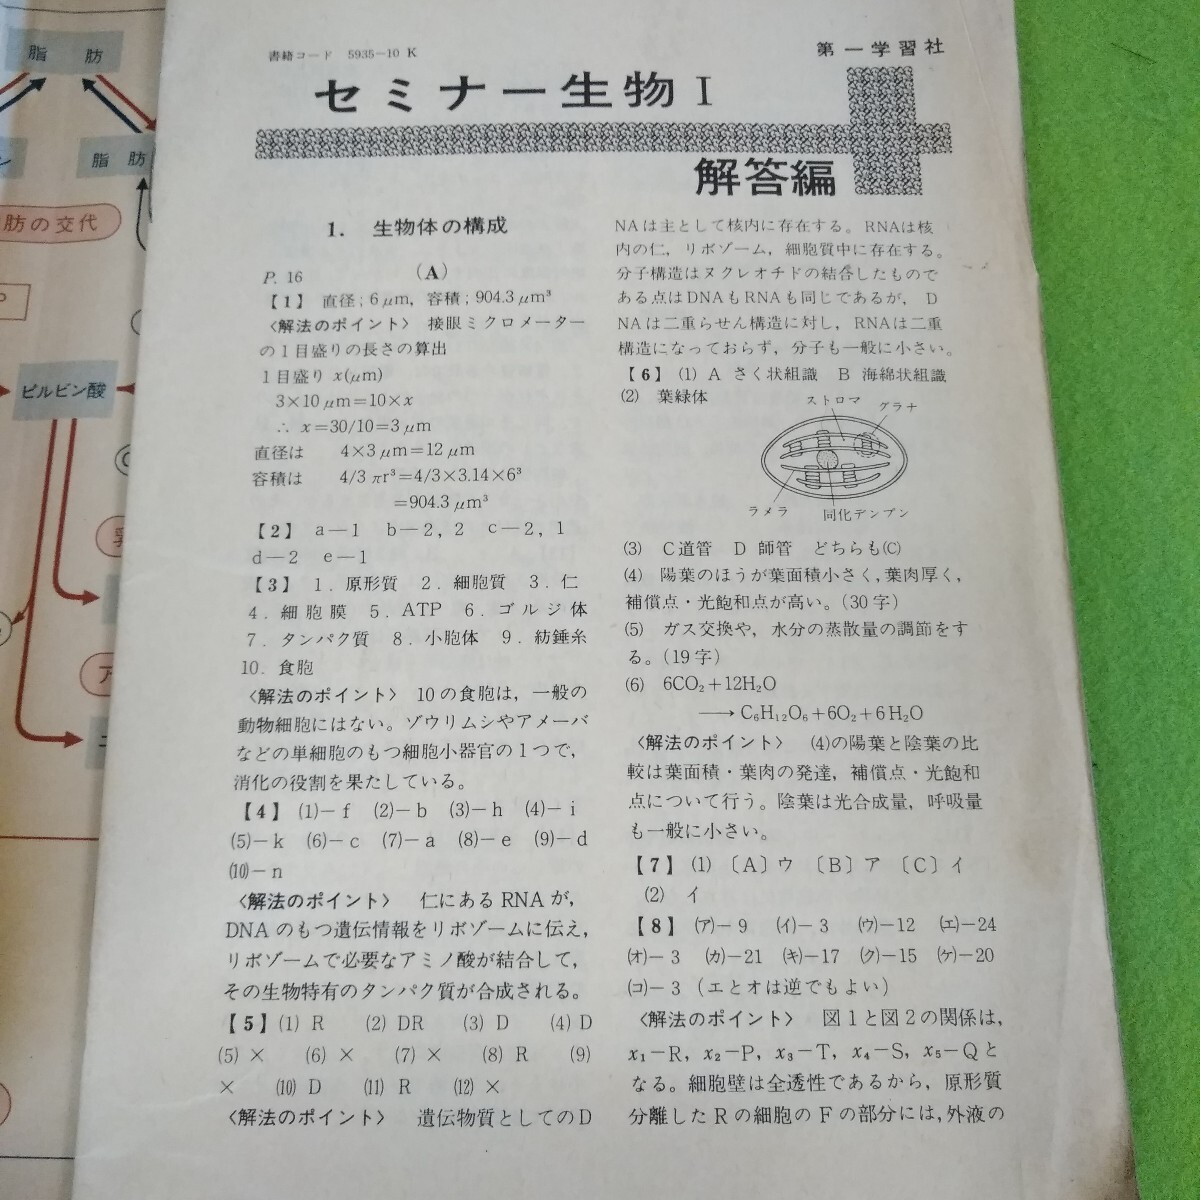 脂 肪
脂 肪
肪の交代
ピルビン酸
書籍コード 5935-10 K
第一学習社
セミナー生物Ⅰ
解答編
1. 生物体の構成
P. 16 (A)
【1】 直径; 6μm, 容積; 904.3μm³
〈解法のポイント〉 接眼ミクロメーター
の1目盛りの長さの算出
1目盛り x(μm)
3×10μm=10×x
∴ x=30/10=3μm
直径は 4×3μm=12μm
容積は 4/3πr³=4/3×3.14×6³
=904.3μm³
【2】 a—1 b—2, 2 c—2, 1
d—2 e—1
【3】 1. 原形質 2. 細胞質 3. 仁
4. 細胞膜 5. ATP 6. ゴルジ体
7. タンパク質 8. 小胞体 9. 紡錘糸
10. 食胞
〈解法のポイント〉 10の食胞は, 一般の
動物細胞にはない。ゾウリムシやアメーバ
などの単細胞のもつ細胞小器官の1つで,
消化の役割を果たしている。
【4】 (1)—f (2)—b (3)—h (4)—i
(5)—k (6)—c (7)—a (8)—e (9)—d
(10)—n
〈解法のポイント〉 仁にあるRNAが,
DNAのもつ遺伝情報をリボゾームに伝え,
リボゾームで必要なアミノ酸が結合して,
その生物特有のタンパク質が合成される。
【5】 (1) R (2) DR (3) D (4) D
(5) × (6) × (7) × (8) R (9)
× (10) D (11) R (12) ×
〈解法のポイント〉 遺伝物質としてのD
NAは主として核内に存在する。RNAは核
内の仁, リボゾーム, 細胞質中に存在する。
分子構造はヌクレオチドの結合したもので
ある点はDNAもRNAも同じであるが, D
NAは二重らせん構造に対し, RNAは二重
構造になっておらず, 分子も一般に小さい。
【6】 (1) A さく状組識 B 海綿状組識
(2) 葉緑体
ストロマ
グラナ
ラメラ
同化デンプン
(3) C道管 D 師管 どちらも(C)
(4) 陽葉のほうが葉面積小さく, 葉肉厚く,
補償点・光飽和点が高い。(30字)
(5) ガス交換や, 水分の蒸散量の調節をす
る。(19字)
(6) 6CO₂+12H₂O
⟶C₆H₁₂O₆+6O₂+6H₂O
〈解法のポイント〉 (4)の陽葉と陰葉の比
較は葉面積・葉肉の発達, 補償点・光飽和
点について行う。陰葉は光合成量, 呼吸量
も一般に小さい。
【7】 (1) 〔A〕ウ 〔B〕ア 〔C〕イ
(2) イ
【8】 (ア)—9 (イ)—3 (ウ)—12 (エ)—24
(オ)—3 (カ)—21 (キ)—17 (ク)—15 (ケ)—20
(コ)—3 (エとオは逆でもよい)
〈解法のポイント〉 図1と図2の関係は,
x₁—R, x₂—P, x₃—T, x₄—S, x₅—Qと
なる。細胞壁は全透性であるから, 原形質
分離したRの細胞のFの部分には, 外液の